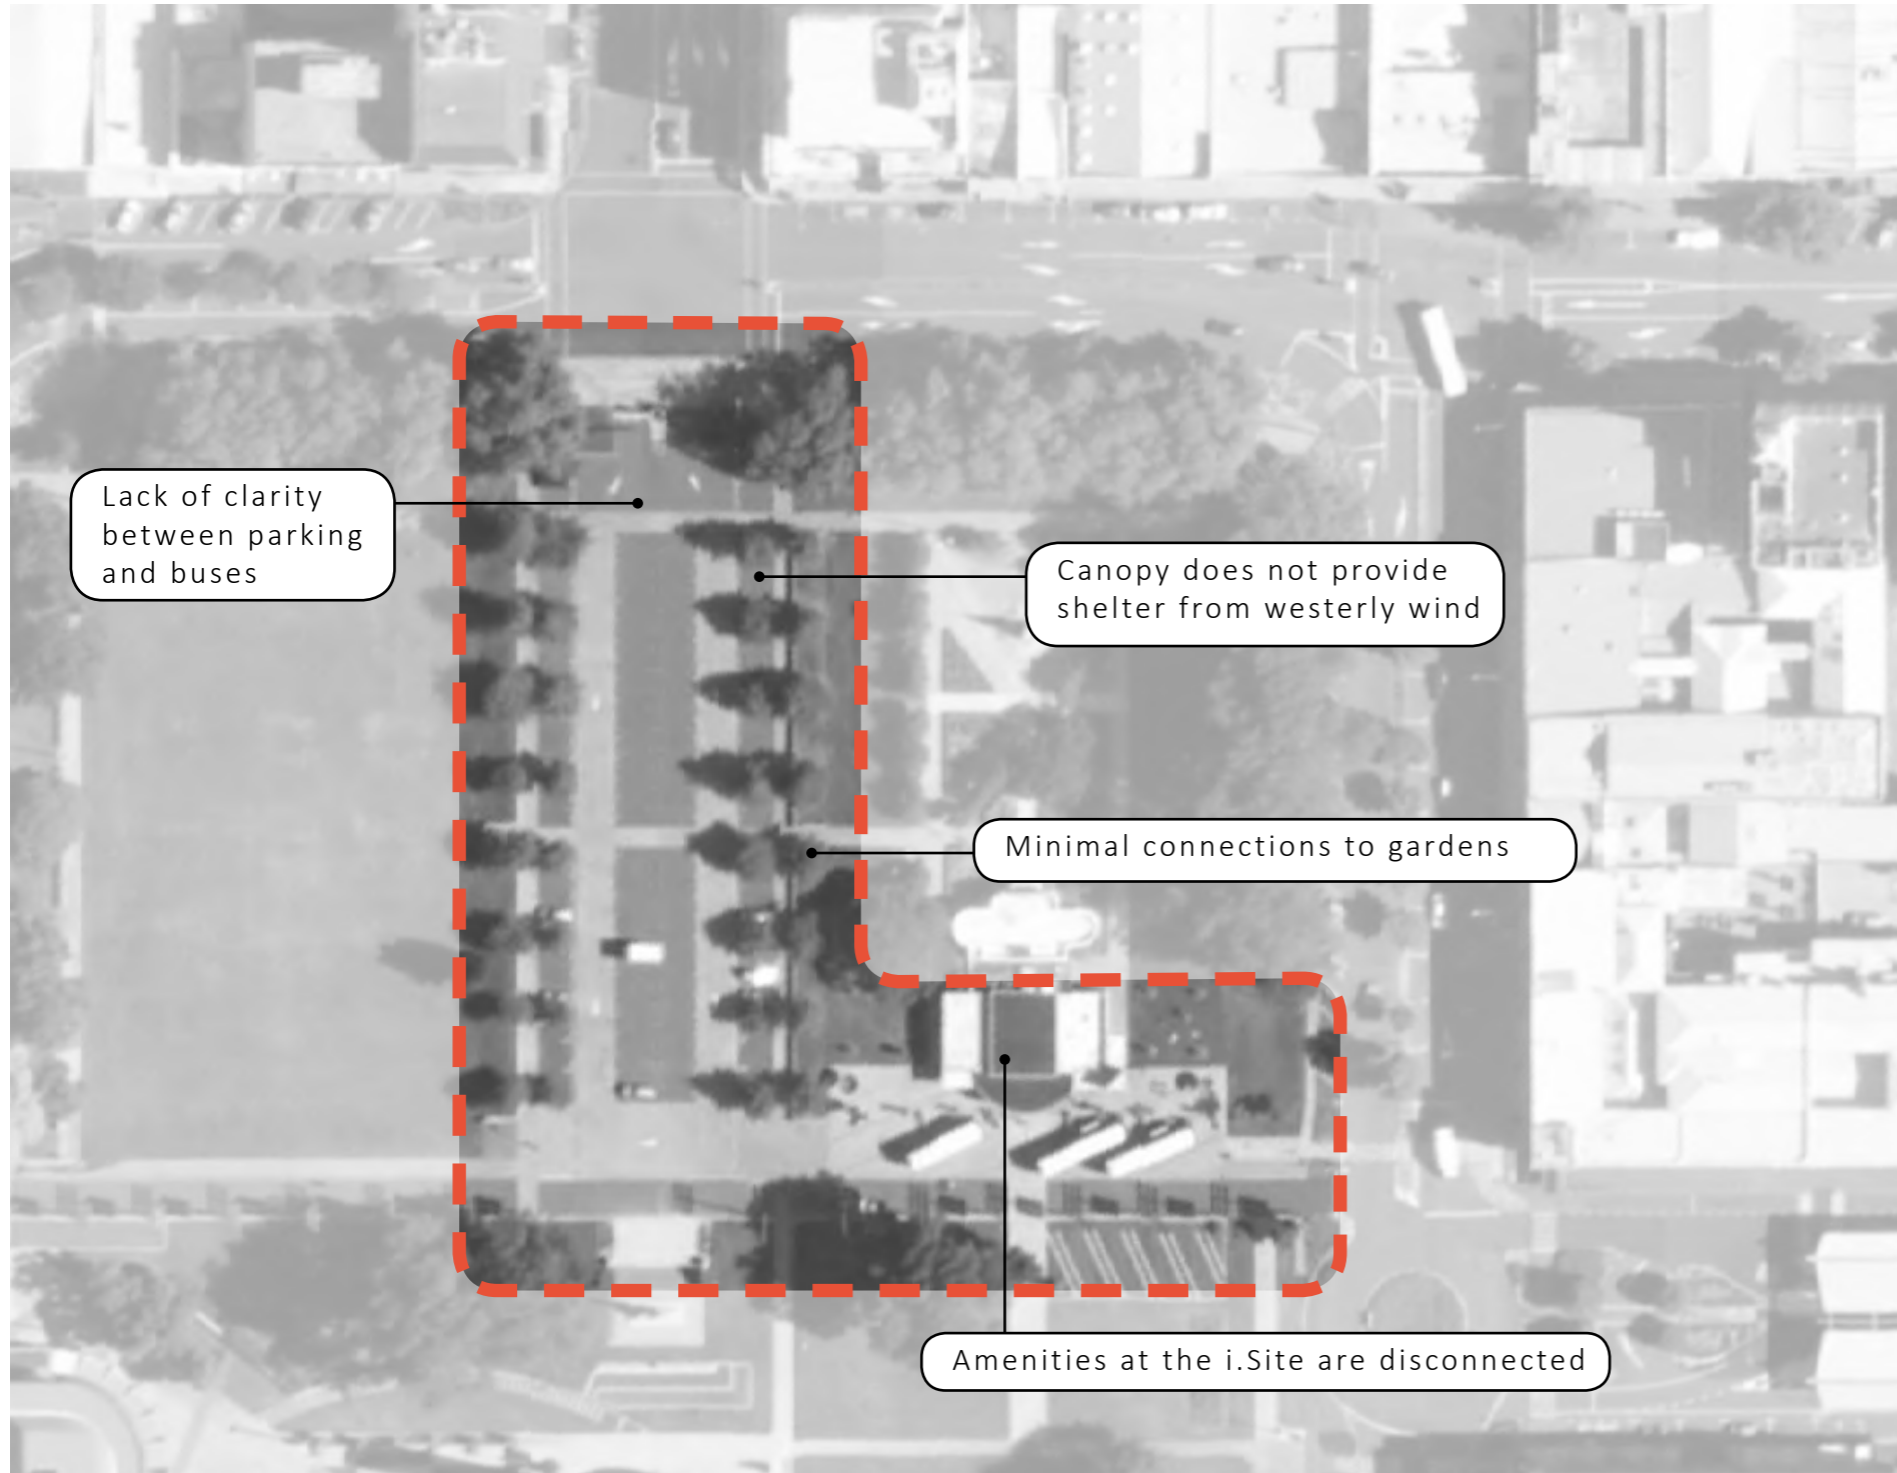 Lack of clarity
between parking
and buses
Canopy does not provide
shelter from westerly wind
Minimal connections to gardens
Amenities at the i.Site are disconnected